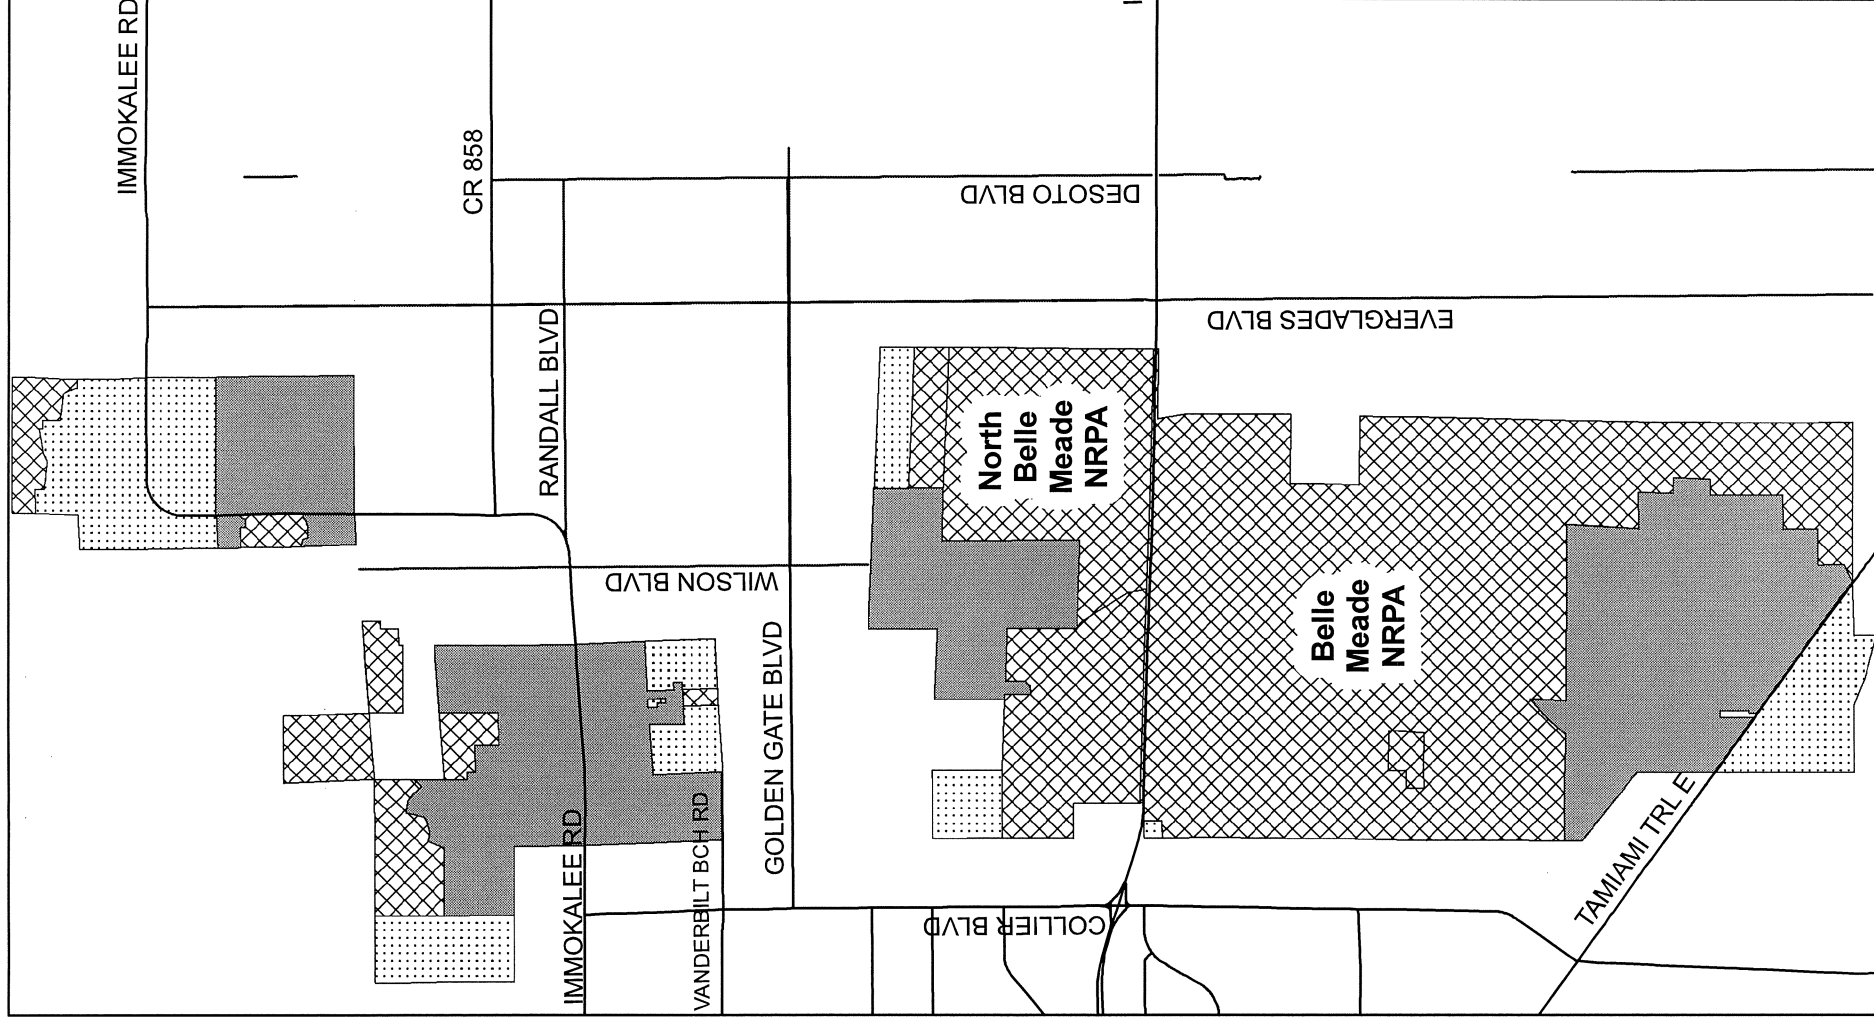 IMMOKALEE RD
CR 858
DESOTO BLVD
EVERGLADES BLVD
RANDALL BLVD
North
Belle
Meade
NRPA
WILSON BLVD
Belle
Meade
NRPA
GOLDEN GATE BLVD
IMMOKALEE RD
VANDERBILT BCH RD
COLLIER BLVD
TAMIAMI TRL E